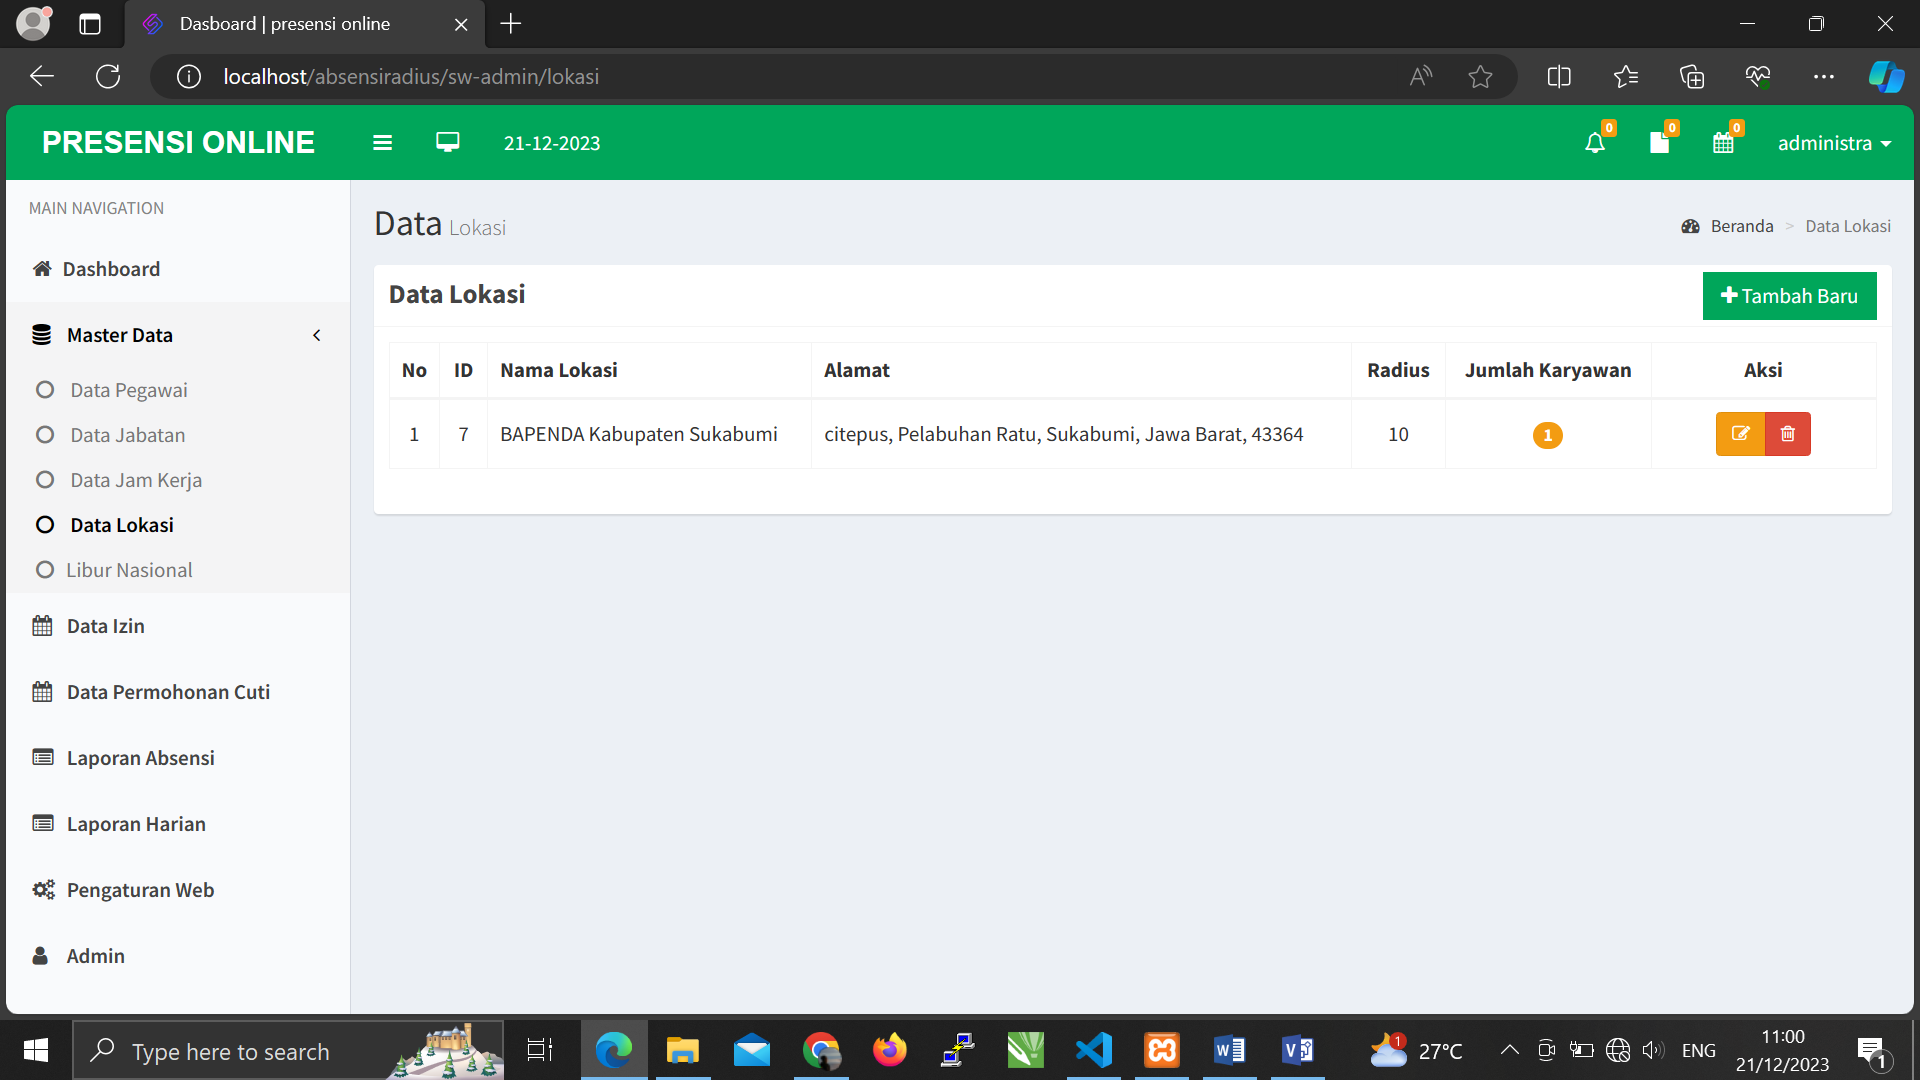 Dasboard | presensi online
localhost/absensiradius/sw-admin/lokasi
PRESENSI ONLINE
21-12-2023
0
0
0
administra
MAIN NAVIGATION
Dashboard
Master Data
Data Pegawai
Data Jabatan
Data Jam Kerja
Data Lokasi
Libur Nasional
Data Izin
Data Permohonan Cuti
Laporan Absensi
Laporan Harian
Pengaturan Web
Admin
Data Lokasi
Beranda > Data Lokasi
Data Lokasi
Tambah Baru
No ID Nama Lokasi Alamat Radius Jumlah Karyawan Aksi
1 7 BAPENDA Kabupaten Sukabumi citepus, Pelabuhan Ratu, Sukabumi, Jawa Barat, 43364 10 1
Type here to search
1
27°C
ENG
11:00
21/12/2023
1